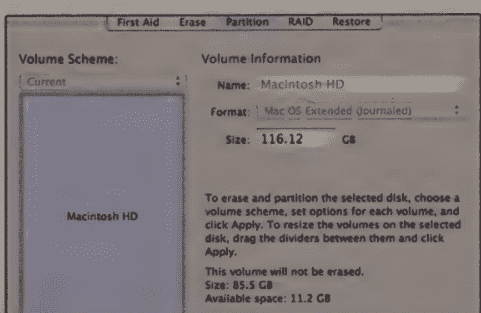 First Aid Erase Partition RAID Restore
Volume Scheme: Volume Information
Current
Name: Macintosh HD
Format: Mac OS Extended (Journaled)
Size: 116.12 GB
Macintosh HD
To erase and partition the selected disk, choose a
volume scheme, set options for each volume, and
click Apply. To resize the volumes on the selected
disk, drag the dividers between them and click
Apply.
This volume will not be erased.
Size: 85.5 GB
Available space: 11.2 GB